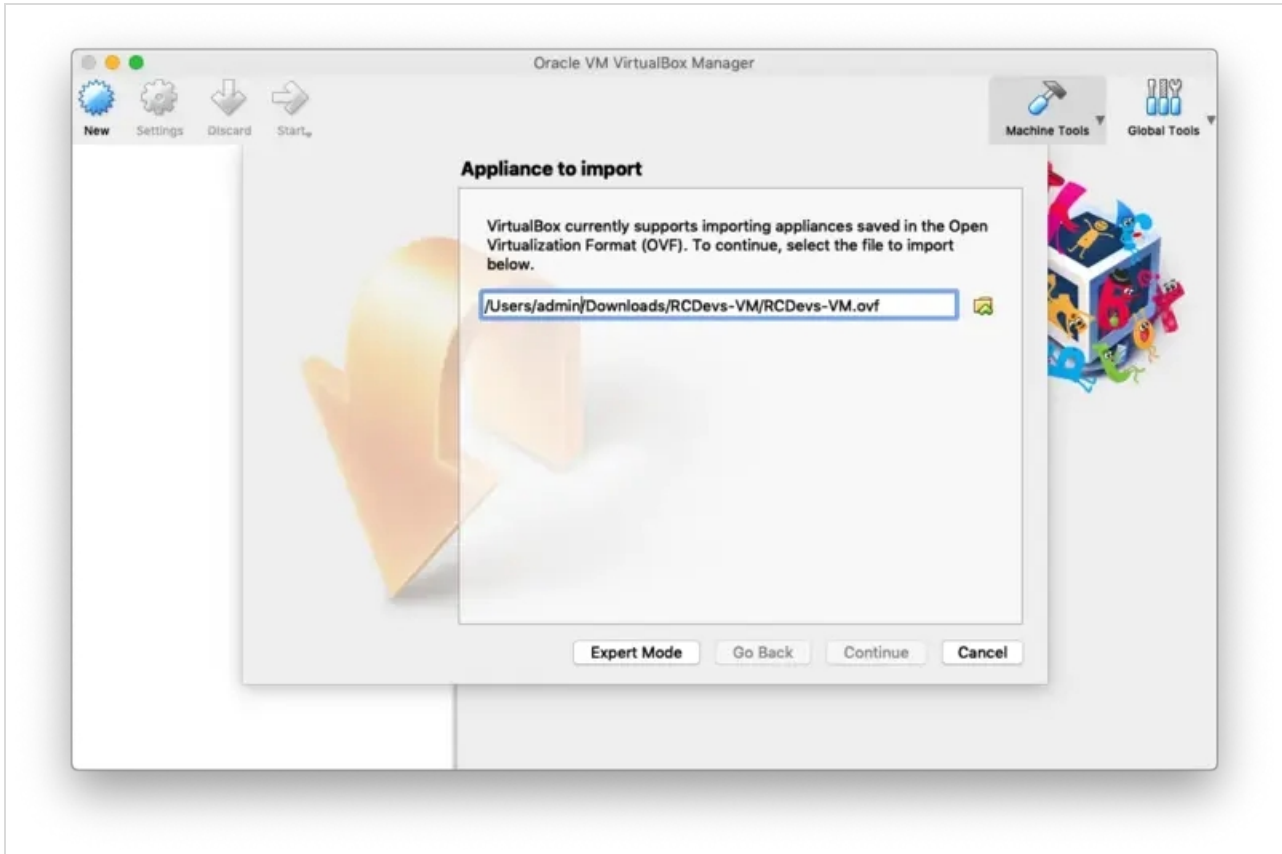 Oracle VM VirtualBox Manager
New
Settings
Discard
Start
Machine Tools
Global Tools
Appliance to import
VirtualBox currently supports importing appliances saved in the Open
Virtualization Format (OVF). To continue, select the file to import
below.
/Users/admin/Downloads/RCDevs-VM/RCDevs-VM.ovf
Expert Mode
Go Back
Continue
Cancel